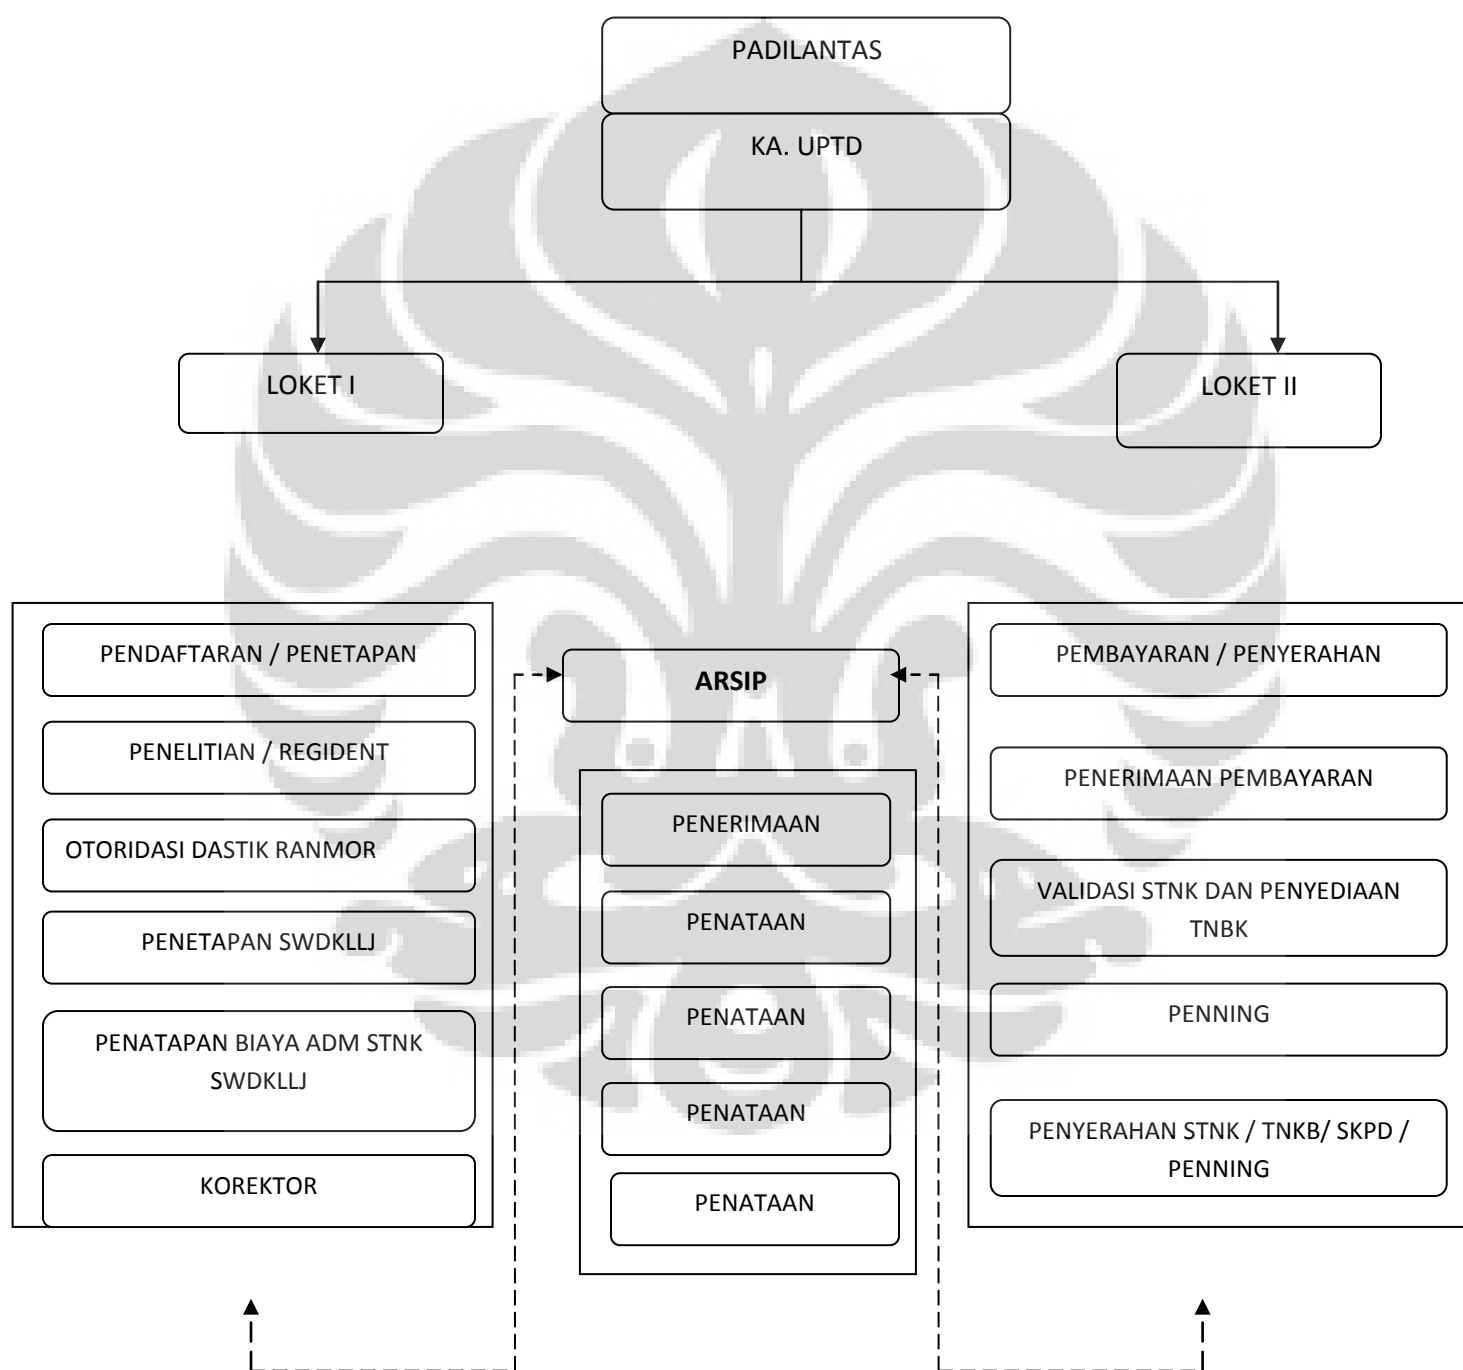 PADILANTAS
KA. UPTD
LOKET I
LOKET II
PENDAFTARAN / PENETAPAN
PENELITIAN / REGIDENT
OTORIDASI DASTIK RANMOR
PENETAPAN SWDKLLJ
PENATAPAN BIAYA ADM STNK
SWDKLLJ
KOREKTOR
ARSIP
PENERIMAAN
PENATAAN
PENATAAN
PENATAAN
PENATAAN
PEMBAYARAN / PENYERAHAN
PENERIMAAN PEMBAYARAN
VALIDASI STNK DAN PENYEDIAAN
TNBK
PENNING
PENYERAHAN STNK / TNKB/ SKPD /
PENNING